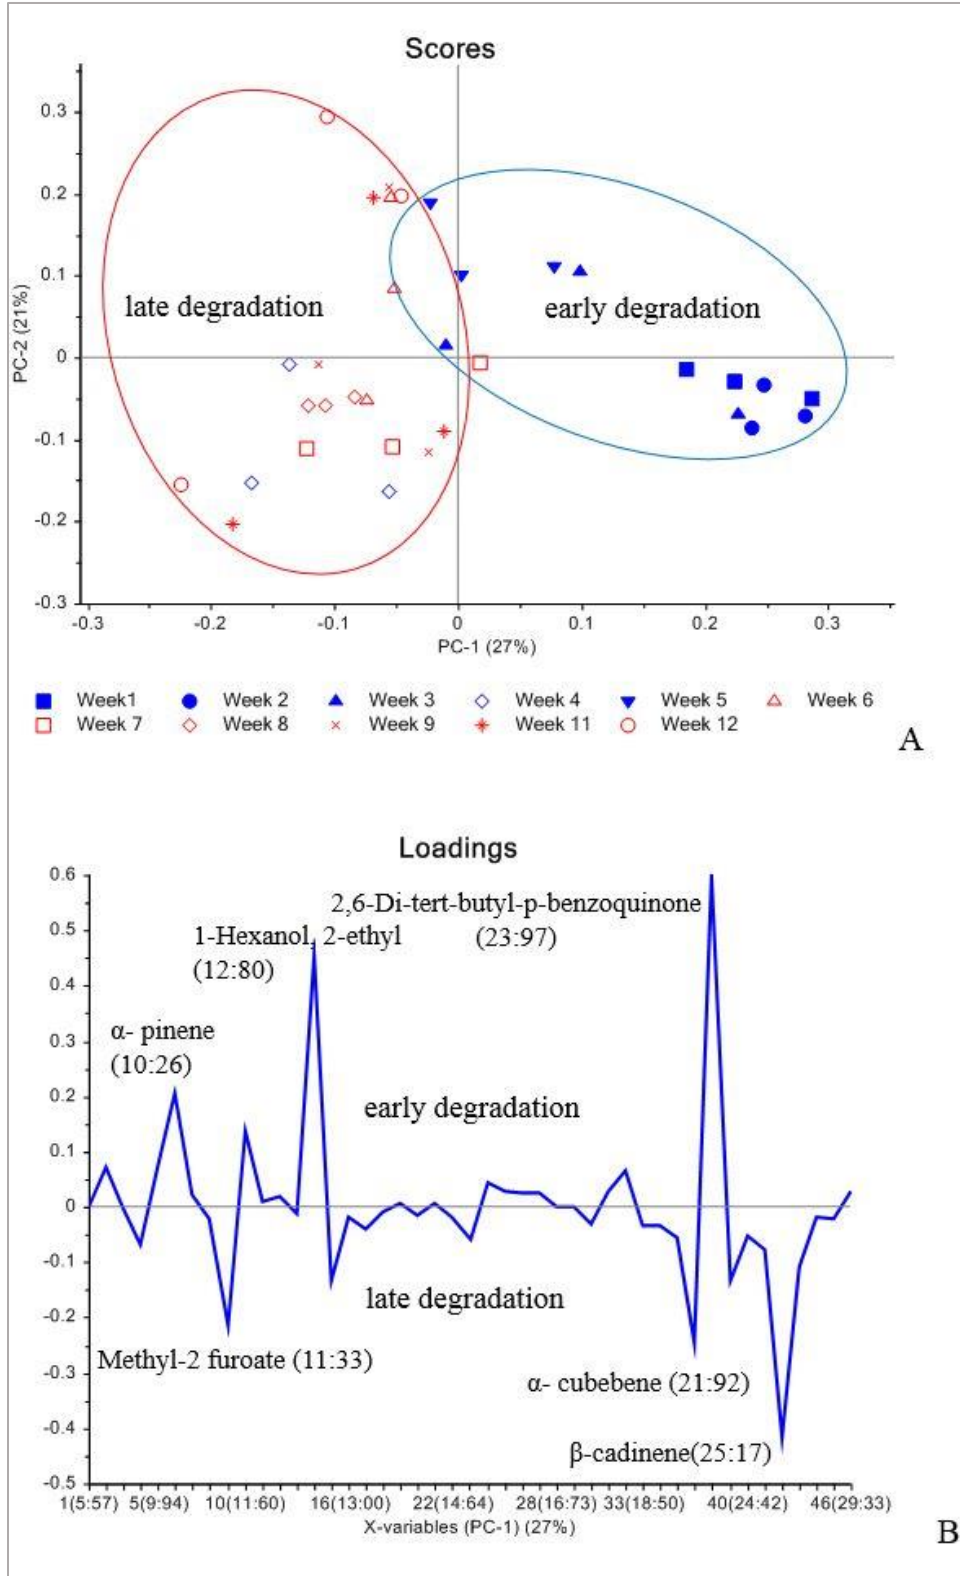 Scores
0.3
0.2
0.1
0
-0.1
-0.2
-0.3
PC-2 (21%)
late degradation
early degradation
-0.3 -0.2 -0.1 0 0.1 0.2 0.3
PC-1 (27%)
Week1 Week 2 Week 3 Week 4 Week 5 Week 6
Week 7 Week 8 Week 9 Week 11 Week 12
A
Loadings
0.6
0.5
0.4
0.3
0.2
0.1
0
-0.1
-0.2
-0.3
-0.4
-0.5
2,6-Di-tert-butyl-p-benzoquinone
(23:97)
1-Hexanol, 2-ethyl
(12:80)
α- pinene
(10:26)
early degradation
late degradation
Methyl-2 furoate (11:33)
α- cubebene (21:92)
β-cadinene(25:17)
1(5:57) 5(9:94) 10(11:60) 16(13:00) 22(14:64) 28(16:73) 33(18:50) 40(24:42) 46(29:33)
X-variables (PC-1) (27%)
B